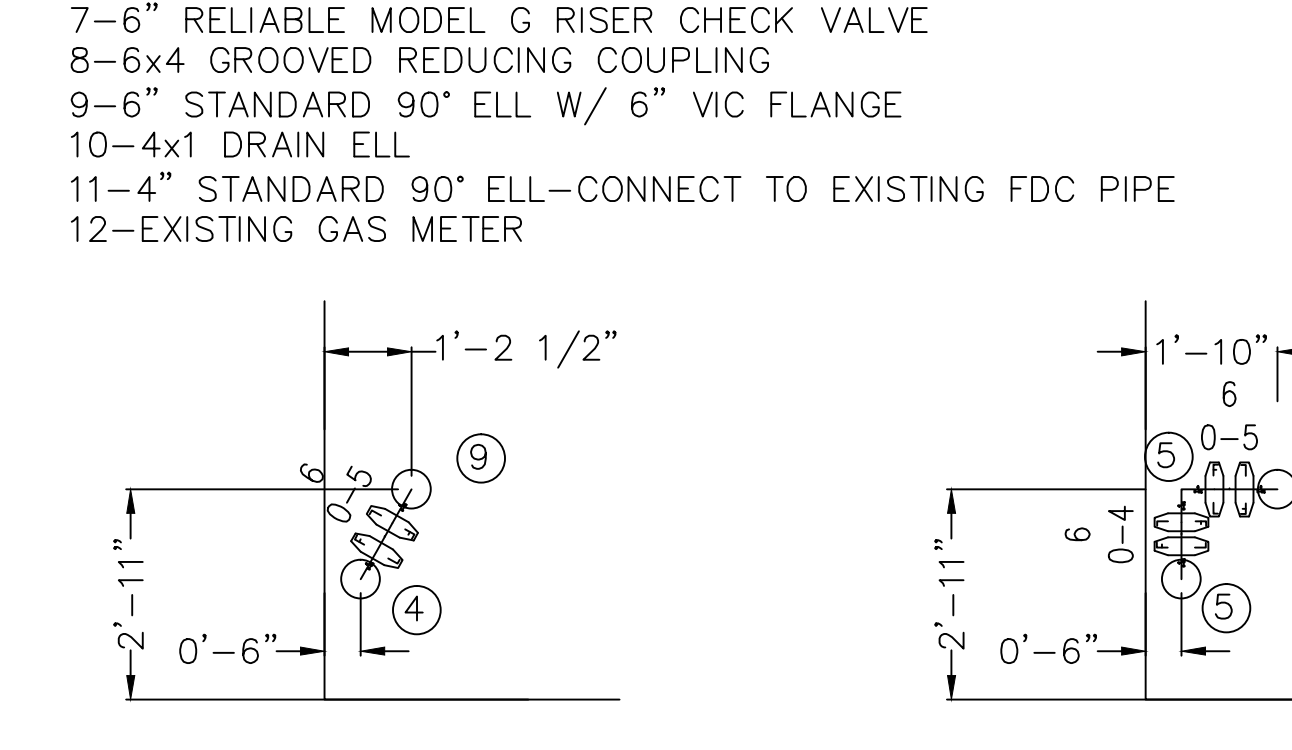 7-6" RELIABLE MODEL G RISER CHECK VALVE
8-6x4 GROOVED REDUCING COUPLING
9-6" STANDARD 90° ELL W/ 6" VIC FLANGE
10-4x1 DRAIN ELL
11-4" STANDARD 90° ELL-CONNECT TO EXISTING FDC PIPE
12-EXISTING GAS METER
1'-2 1/2"
9
6
0-5
2'-11"
4
0'-6"
1'-10"
6
0-5
5
F
L
L
F
6
0-4
2'-11"
5
0'-6"